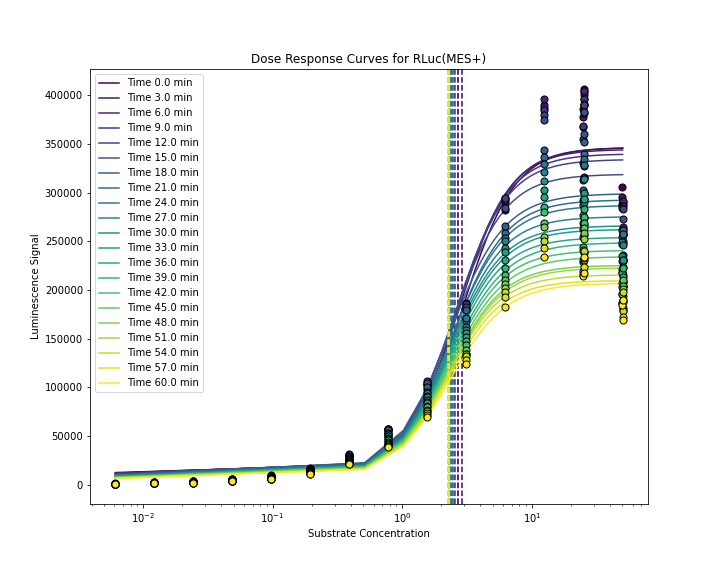 Dose Response Curves for RLuc(MES+)
Luminescence Signal
400000
350000
300000
250000
200000
150000
100000
50000
0
Time 0.0 min
Time 3.0 min
Time 6.0 min
Time 9.0 min
Time 12.0 min
Time 15.0 min
Time 18.0 min
Time 21.0 min
Time 24.0 min
Time 27.0 min
Time 30.0 min
Time 33.0 min
Time 36.0 min
Time 39.0 min
Time 42.0 min
Time 45.0 min
Time 48.0 min
Time 51.0 min
Time 54.0 min
Time 57.0 min
Time 60.0 min
10⁻² 10⁻¹ 10⁰ 10¹
Substrate Concentration